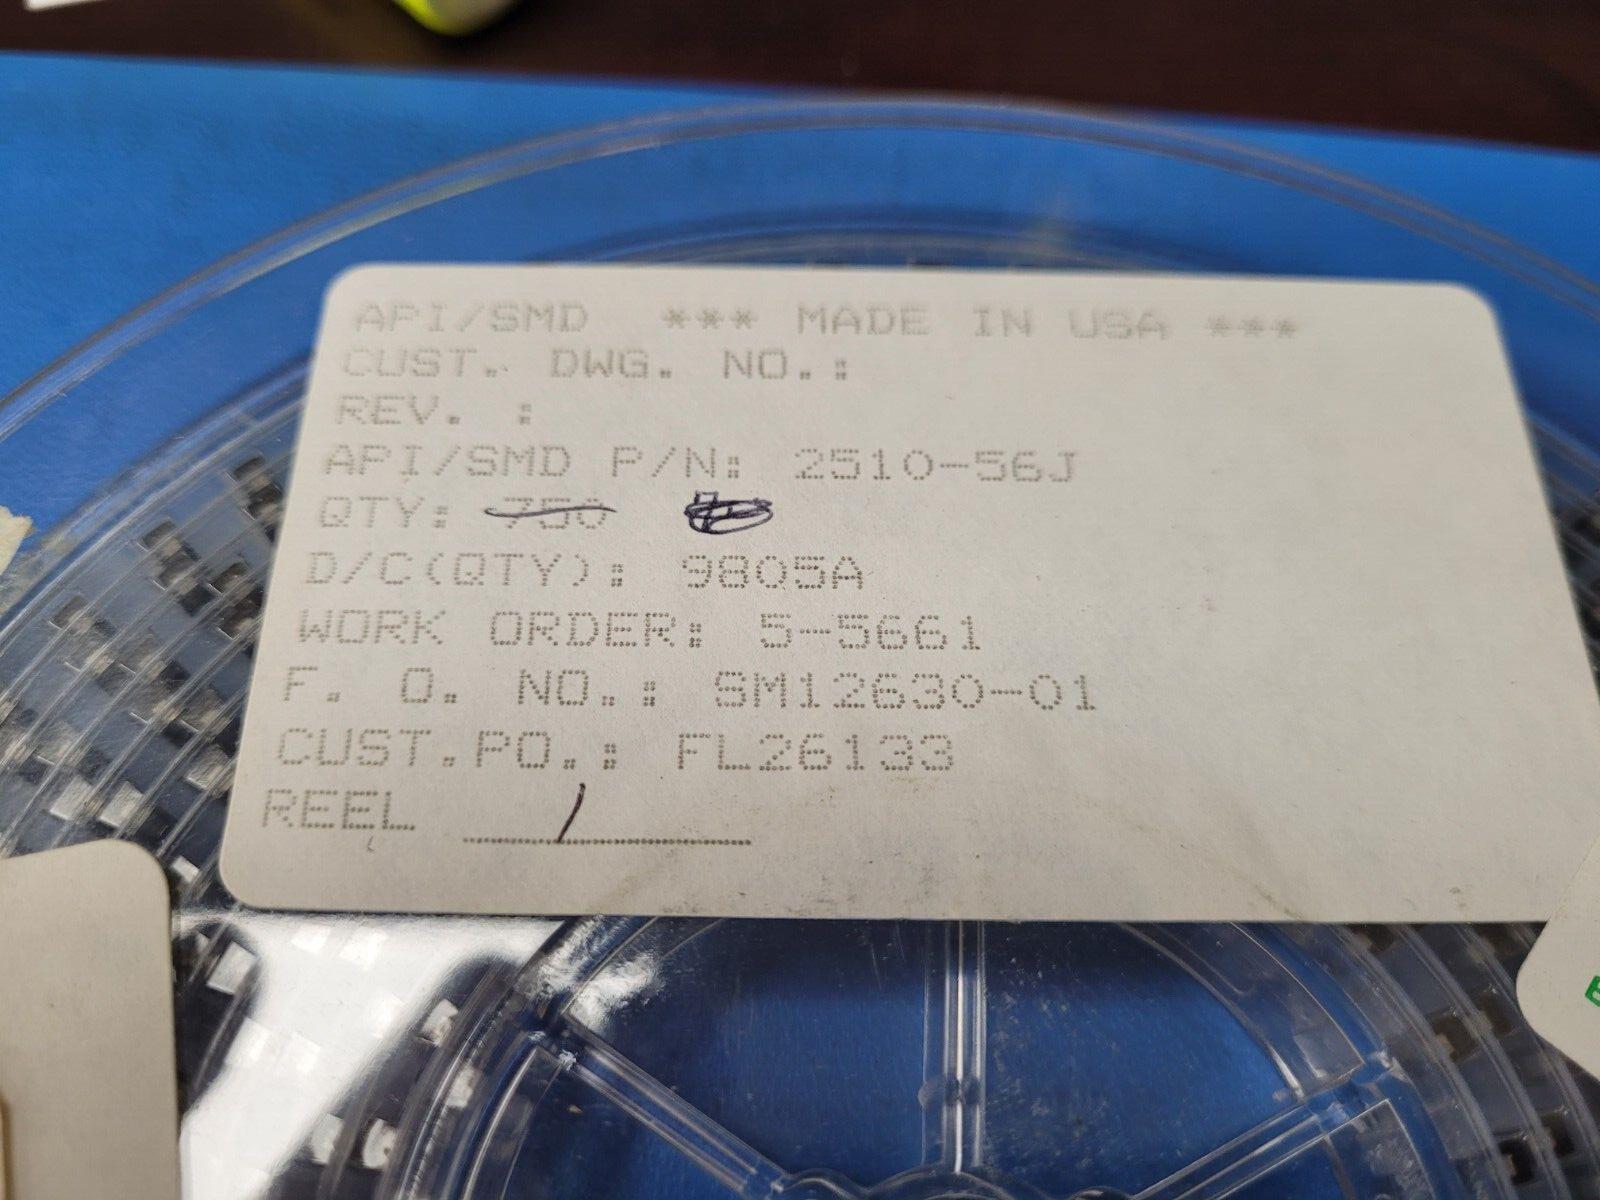 API/SMD *** MADE IN USA ***
CUST. DWG. NO.:
REV. :
API/SMD P/N: 2510-56J
QTY: 750
D/C(QTY): 9805A
WORK ORDER: 5-5661
F. O. NO.: SM12630-01
CUST.PO.: FL26133
REEL 1